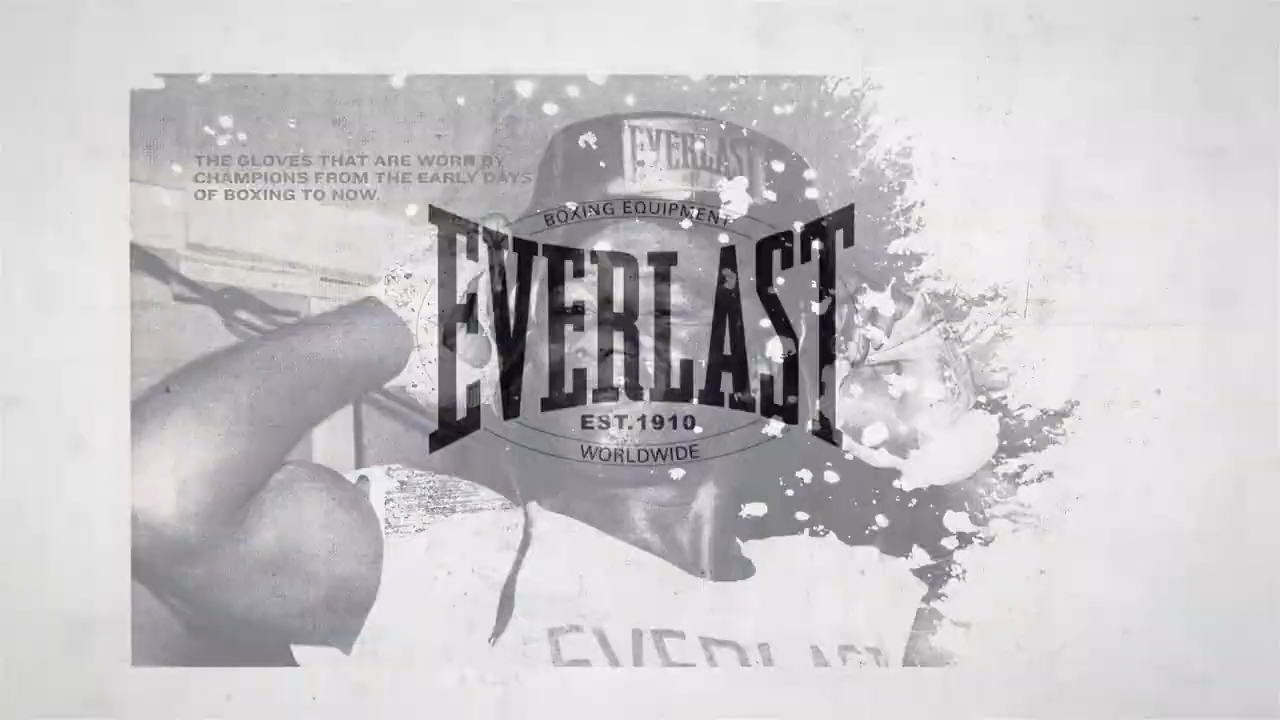 THE GLOVES THAT ARE WORN BY
CHAMPIONS FROM THE EARLY DAYS
OF BOXING TO NOW.
EVERLAST
BOXING EQUIPMENT
EVERLAST
EST.1910
WORLDWIDE
EVERLAST